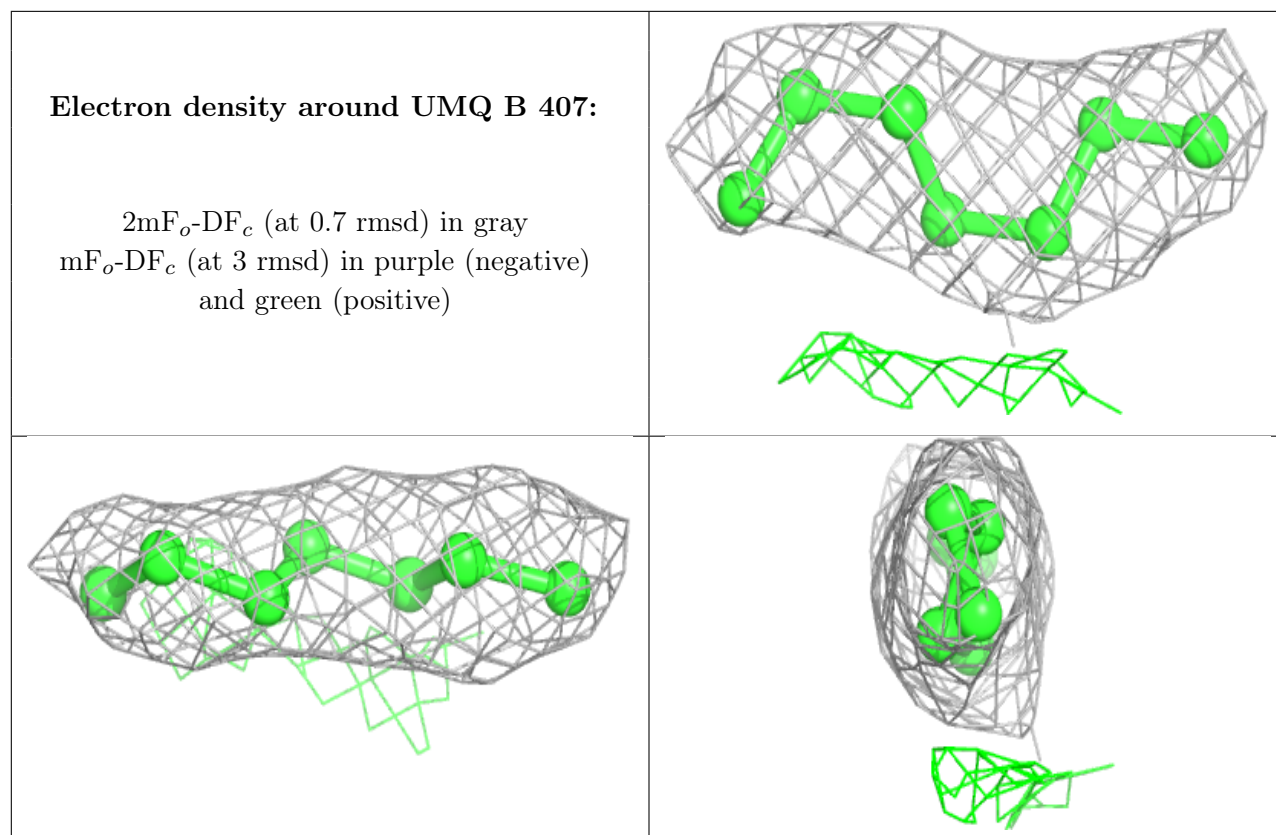 Electron density around UMQ B 407:
2mFₒ-DF𝑐 (at 0.7 rmsd) in gray
mFₒ-DF𝑐 (at 3 rmsd) in purple (negative)
and green (positive)